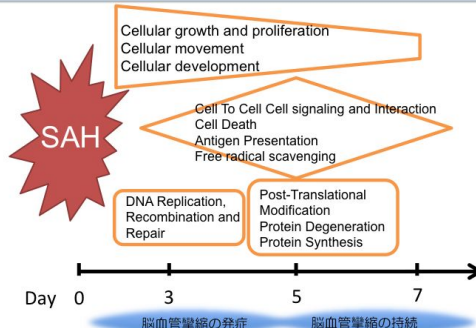 Cellular growth and proliferation
Cellular movement
Cellular development
SAH
Cell To Cell Cell signaling and Interaction
Cell Death
Antigen Presentation
Free radical scavenging
DNA Replication,
Recombination and
Repair
Post-Translational
Modification
Protein Degeneration
Protein Synthesis
Day 0 3 5 7
脳血管攣縮の発症 脳血管攣縮の持続